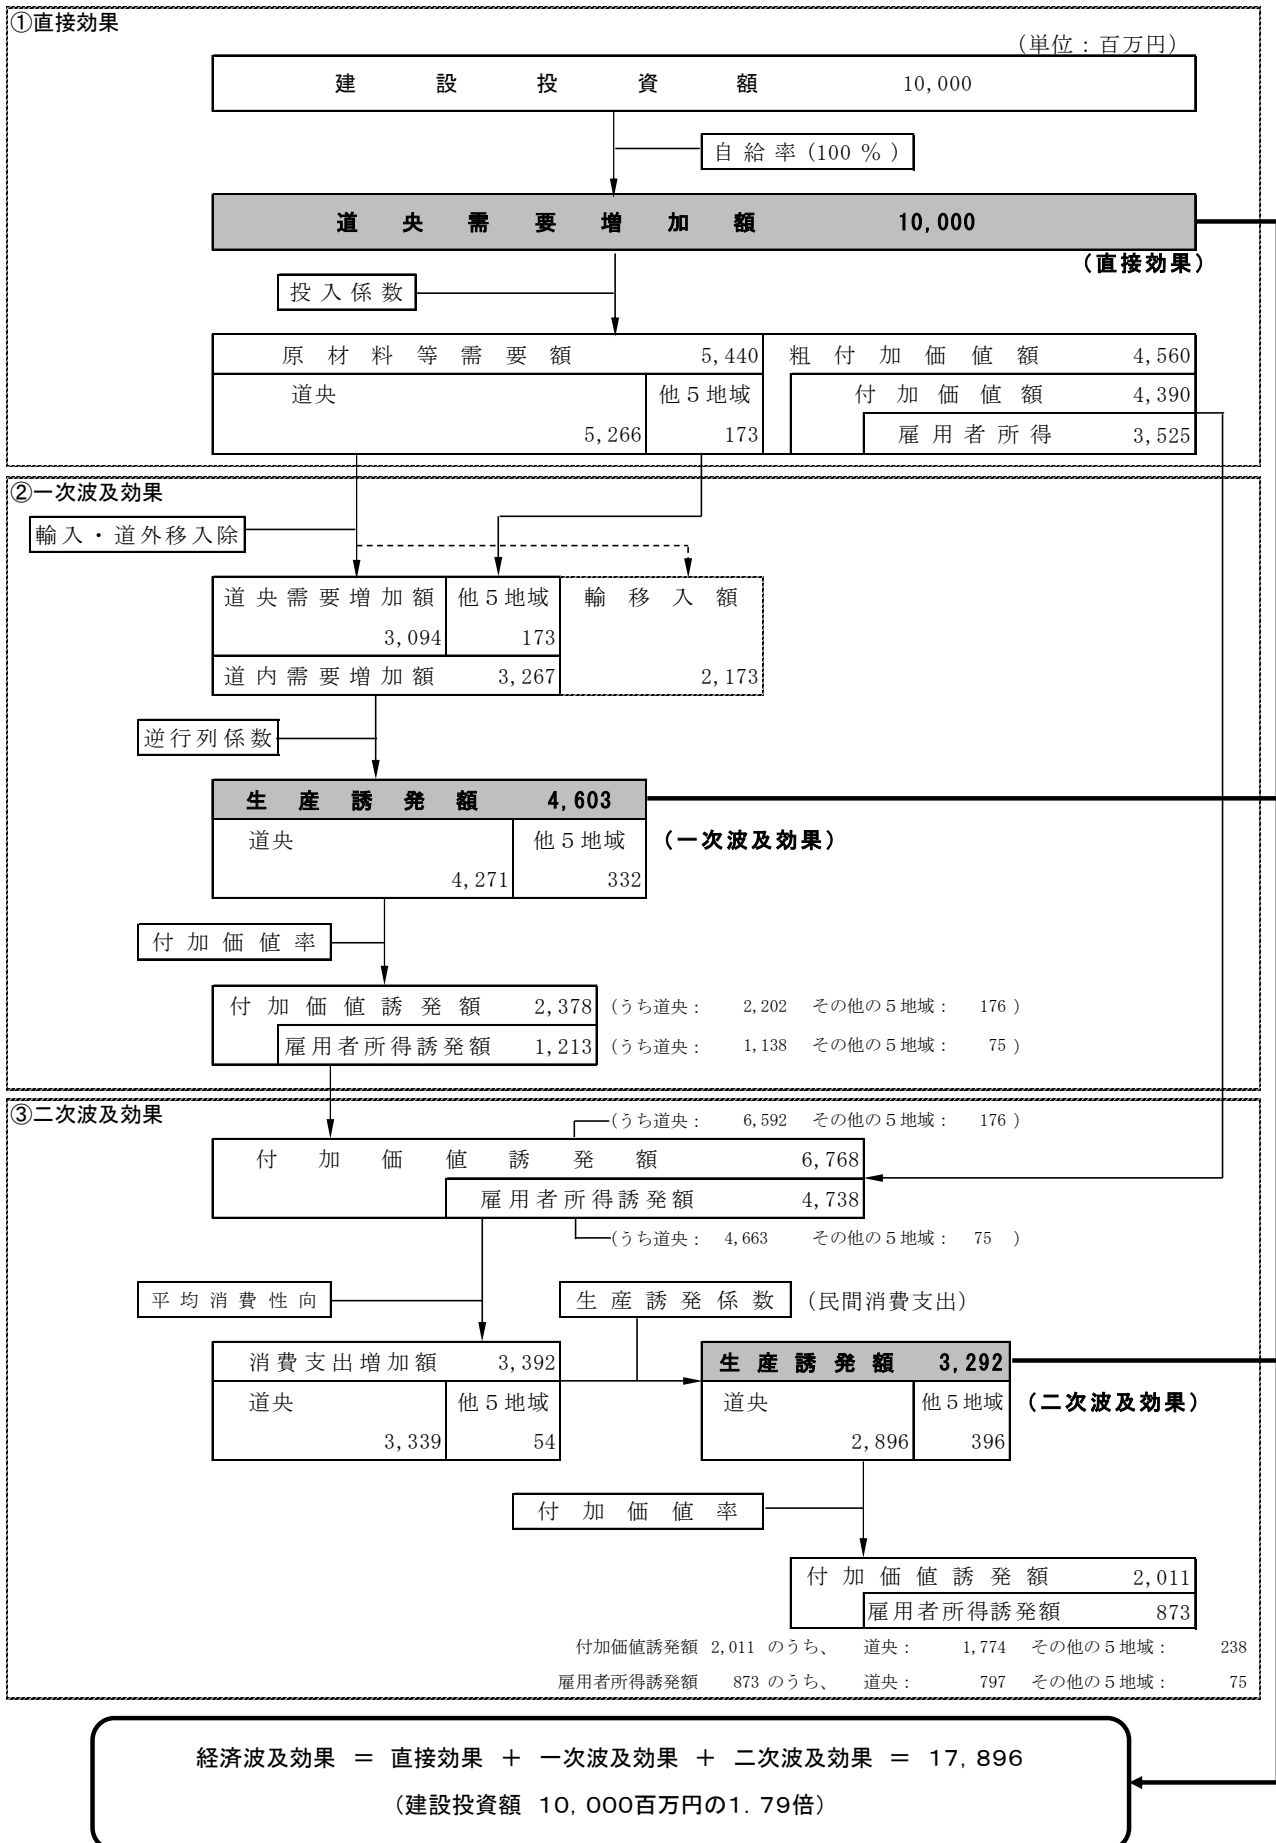 ①直接効果
(単位：百万円)
建設投資額 10,000
自給率(100 %)
道央需要増加額 10,000
(直接効果)
投入係数
原材料等需要額 5,440 粗付加価値額 4,560
道央 他5地域 付加価値額 4,390
5,266 173 雇用者所得 3,525
②一次波及効果
輸入・道外移入除
道央需要増加額 他5地域 輸移入額
3,094 173
道内需要増加額 3,267 2,173
逆行列係数
生産誘発額 4,603
道央 他5地域 (一次波及効果)
4,271 332
付加価値率
付加価値誘発額 2,378 (うち道央： 2,202 その他の5地域： 176 )
雇用者所得誘発額 1,213 (うち道央： 1,138 その他の5地域： 75 )
③二次波及効果
(うち道央： 6,592 その他の5地域： 176 )
付加価値誘発額 6,768
雇用者所得誘発額 4,738
(うち道央： 4,663 その他の5地域： 75 )
平均消費性向 生産誘発係数 (民間消費支出)
消費支出増加額 3,392 生産誘発額 3,292
道央 他5地域 道央 他5地域 (二次波及効果)
3,339 54 2,896 396
付加価値率
付加価値誘発額 2,011
雇用者所得誘発額 873
付加価値誘発額 2,011 のうち、 道央： 1,774 その他の5地域： 238
雇用者所得誘発額 873 のうち、 道央： 797 その他の5地域： 75
経済波及効果 ＝ 直接効果 ＋ 一次波及効果 ＋ 二次波及効果 ＝ 17,896
(建設投資額 10,000百万円の1.79倍)